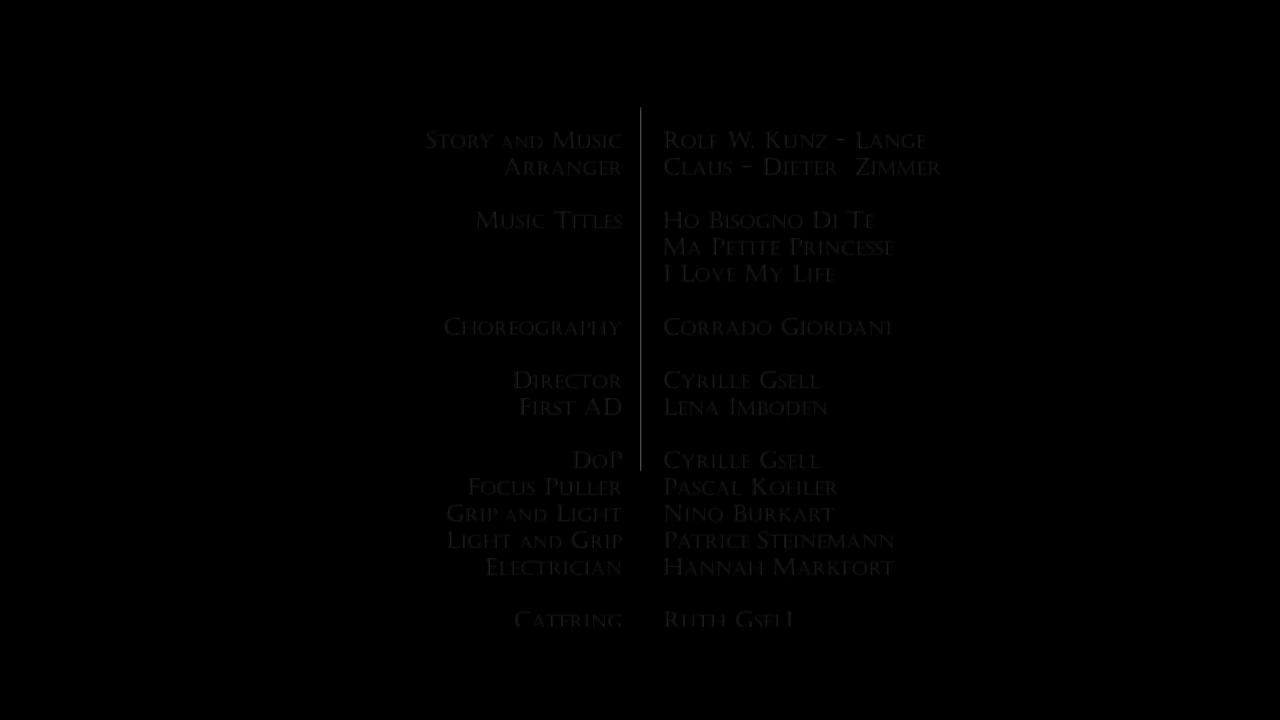 Story and Music Rolf W. Kunz - Lange
Arranger Claus - Dieter Zimmer
Music Titles Ho Bisogno Di Te
Ma Petite Princesse
I Love My Life
Choreography Corrado Giordani
Director Cyrille Gsell
First AD Lena Imboden
DoP Cyrille Gsell
Focus Puller Pascal Kohler
Grip and Light Nino Burkart
Light and Grip Patrice Steinemann
Electrician Hannah Markfort
Catering Ruth Gsell